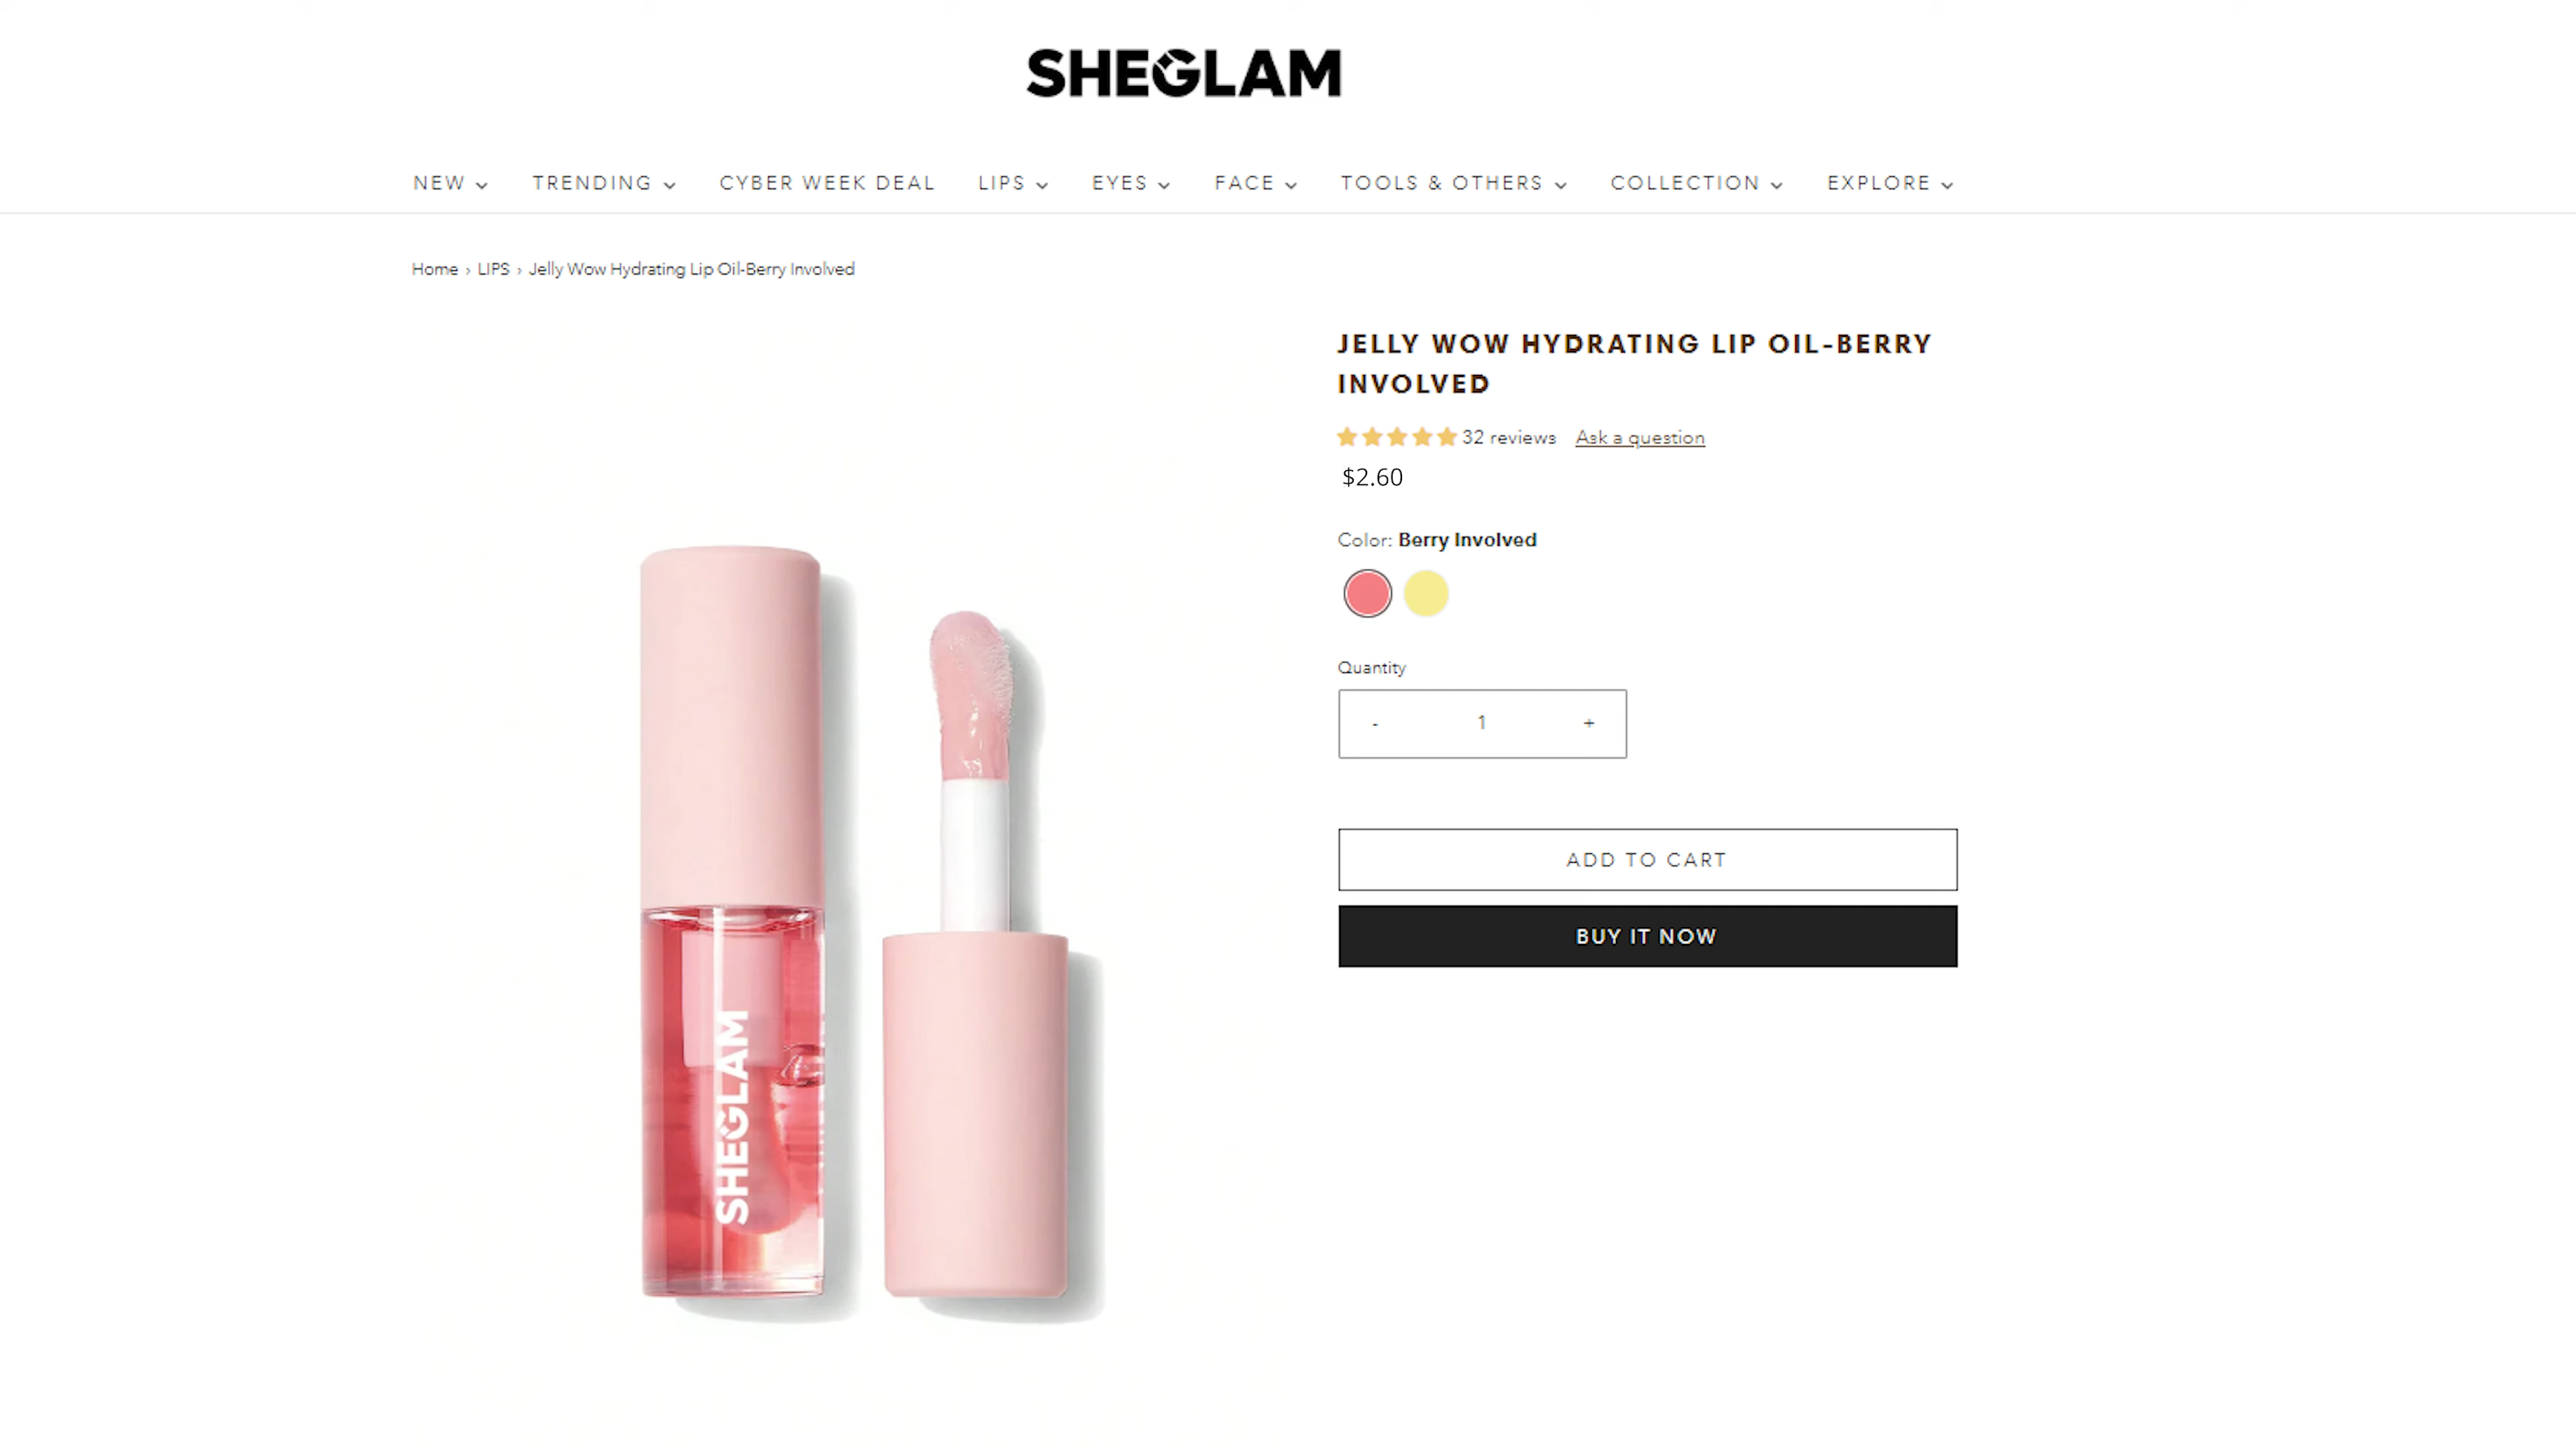 SHEGLAM
NEW TRENDING CYBER WEEK DEAL LIPS EYES FACE TOOLS & OTHERS COLLECTION EXPLORE
Home › LIPS › Jelly Wow Hydrating Lip Oil-Berry Involved
JELLY WOW HYDRATING LIP OIL-BERRY
INVOLVED
32 reviews Ask a question
$2.60
Color: Berry Involved
Quantity
- 1 +
ADD TO CART
BUY IT NOW
SHEGLAM